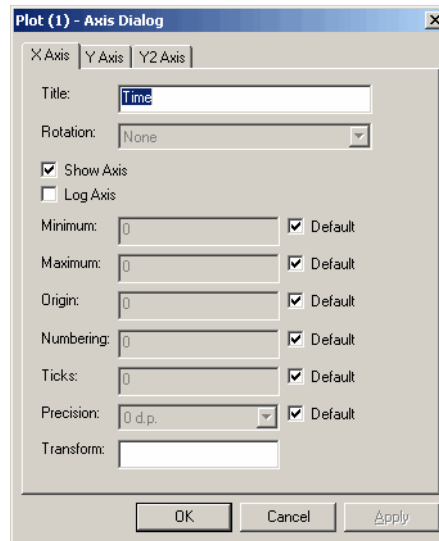 Plot (1) - Axis Dialog
X Axis Y Axis Y2 Axis
Title: Time
Rotation: None
Show Axis
Log Axis
Minimum: 0 Default
Maximum: 0 Default
Origin: 0 Default
Numbering: 0 Default
Ticks: 0 Default
Precision: 0 d.p. Default
Transform:
OK Cancel Apply